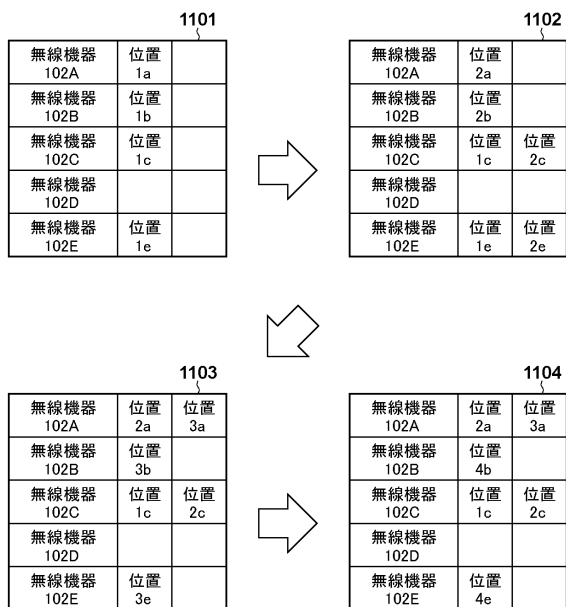 1101
無線機器 102A 位置 1a
無線機器 102B 位置 1b
無線機器 102C 位置 1c
無線機器 102D
無線機器 102E 位置 1e
1102
無線機器 102A 位置 2a
無線機器 102B 位置 2b
無線機器 102C 位置 1c 位置 2c
無線機器 102D
無線機器 102E 位置 1e 位置 2e
1103
無線機器 102A 位置 2a 位置 3a
無線機器 102B 位置 3b
無線機器 102C 位置 1c 位置 2c
無線機器 102D
無線機器 102E 位置 3e
1104
無線機器 102A 位置 2a 位置 3a
無線機器 102B 位置 4b
無線機器 102C 位置 1c 位置 2c
無線機器 102D
無線機器 102E 位置 4e